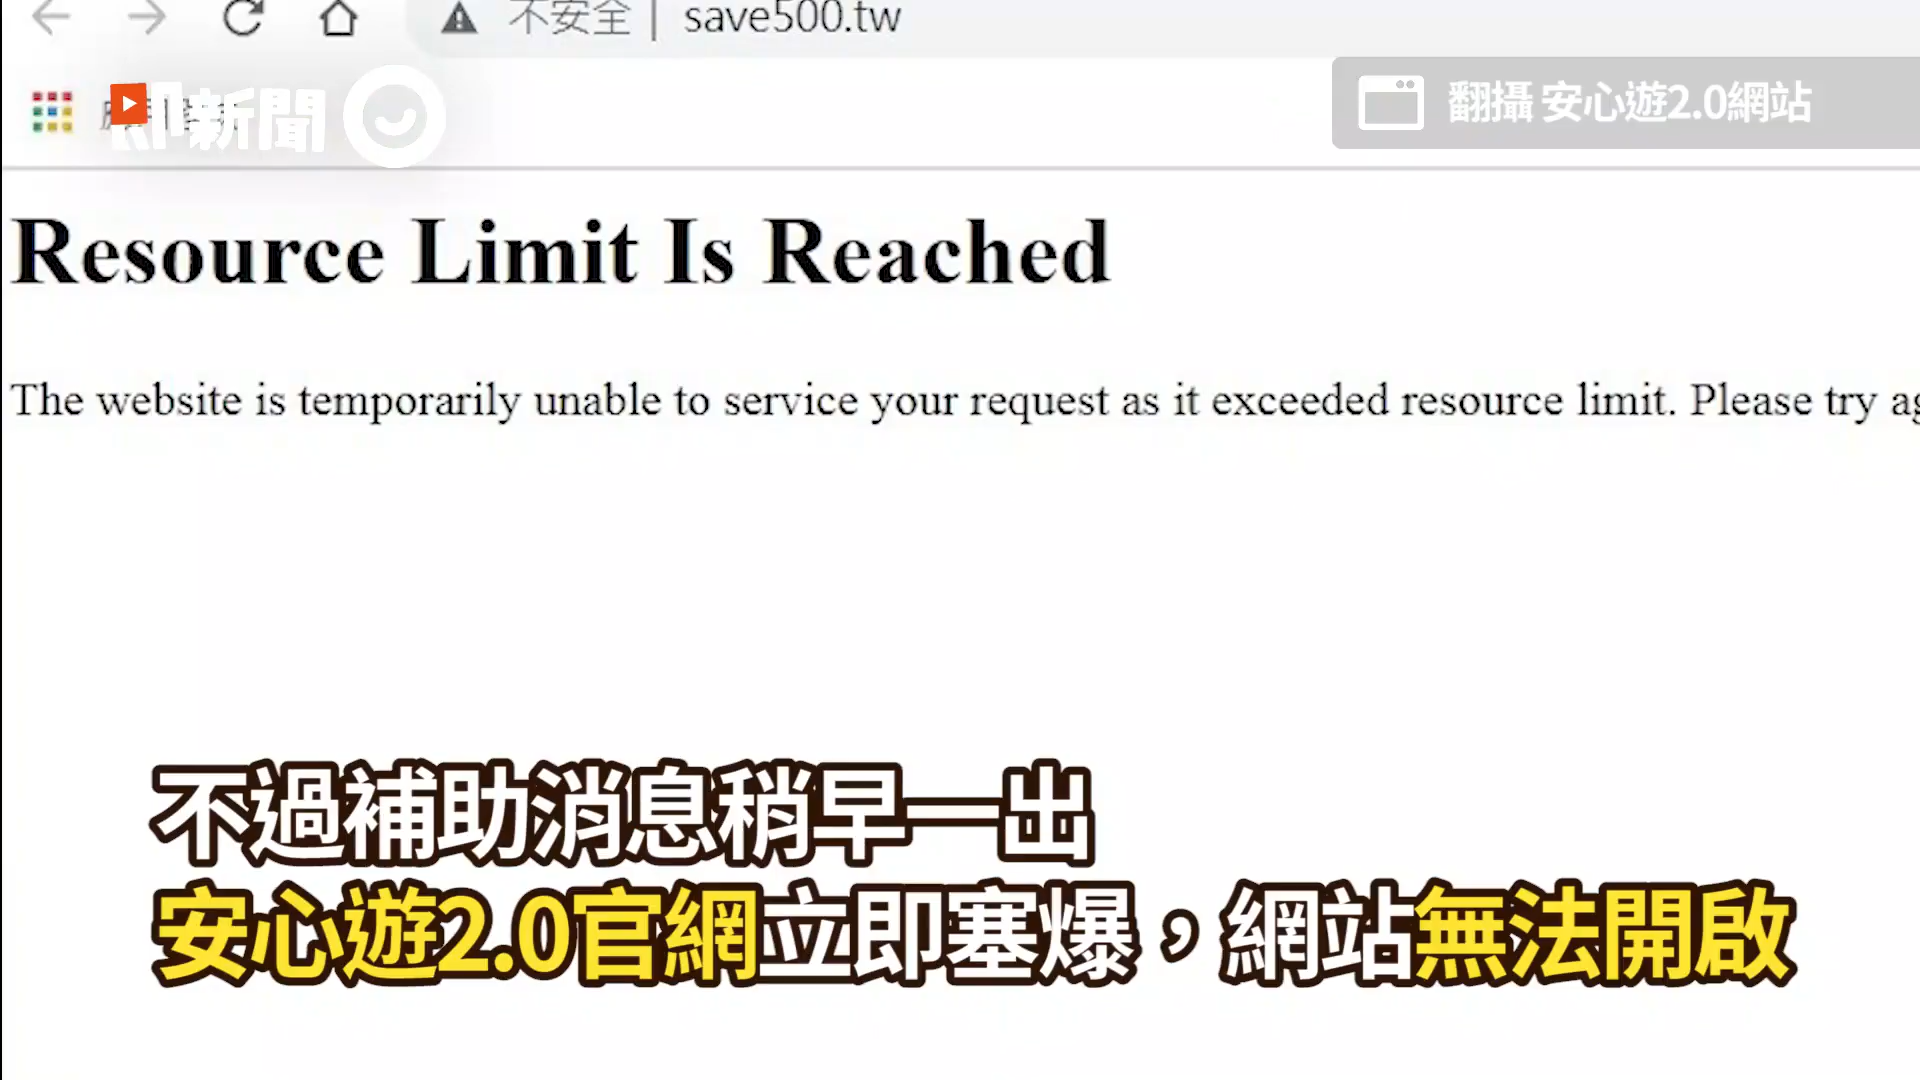 不安全 | save500.tw
即新聞
翻攝 安心遊2.0網站
Resource Limit Is Reached
The website is temporarily unable to service your request as it exceeded resource limit. Please try ag
不過補助消息稍早一出
安心遊2.0官網立即塞爆，網站無法開啟